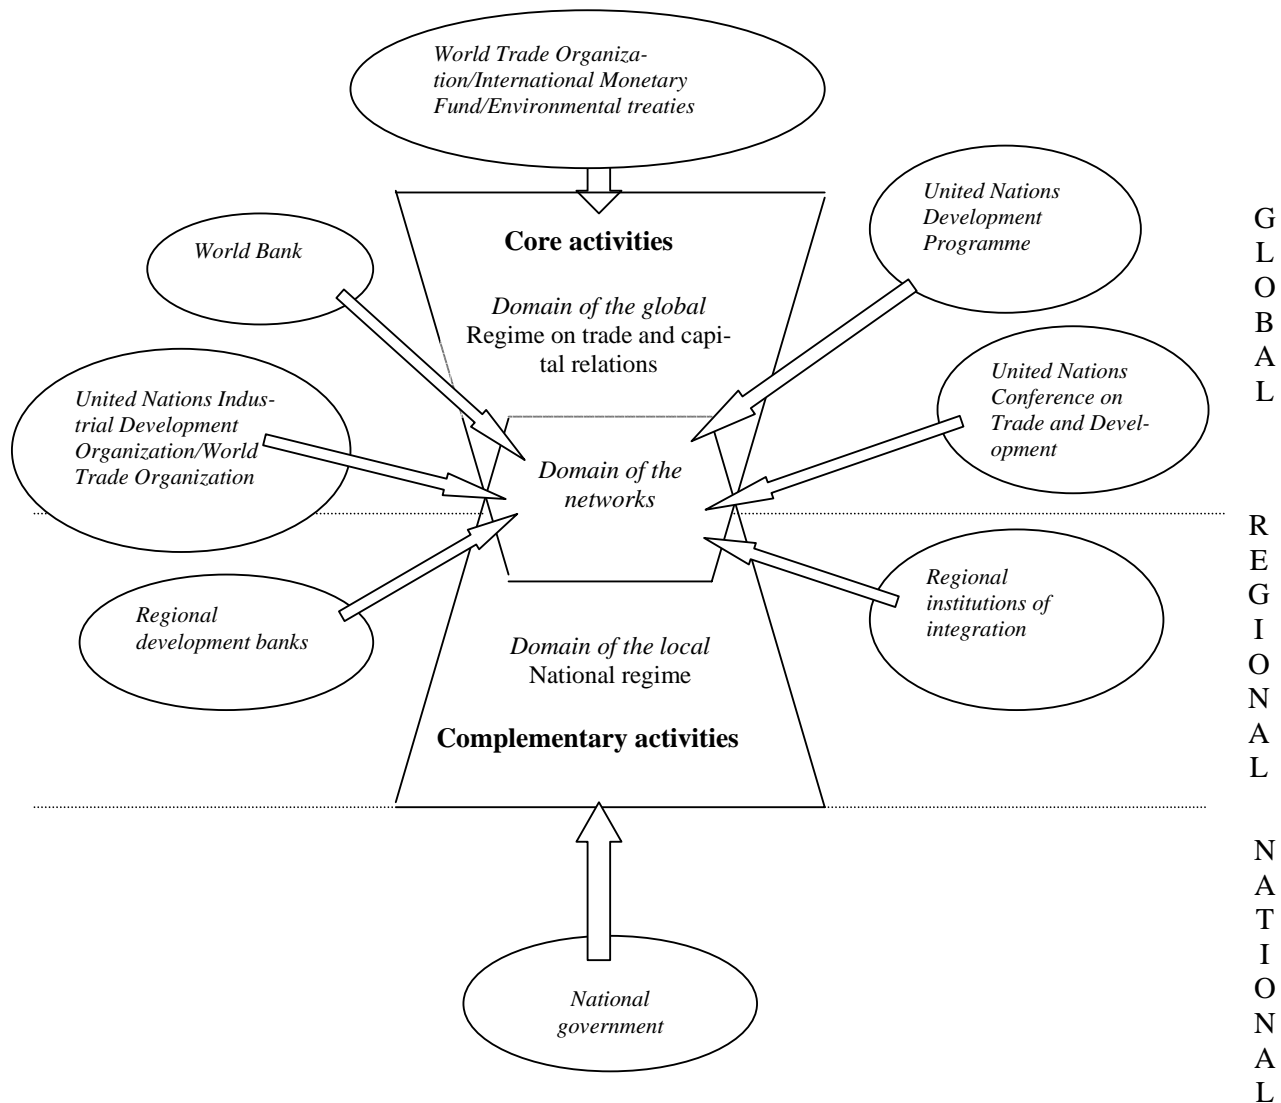 World Trade Organiza-
tion/International Monetary
Fund/Environmental treaties
United Nations
Development
Programme
World Bank
Core activities
Domain of the global
Regime on trade and capi-
tal relations
United Nations Indus-
trial Development
Organization/World
Trade Organization
United Nations
Conference on
Trade and Devel-
opment
Domain of the
networks
Regional
development banks
Regional
institutions of
integration
Domain of the local
National regime
Complementary activities
National
government
G
L
O
B
A
L
R
E
G
I
O
N
A
L
N
A
T
I
O
N
A
L